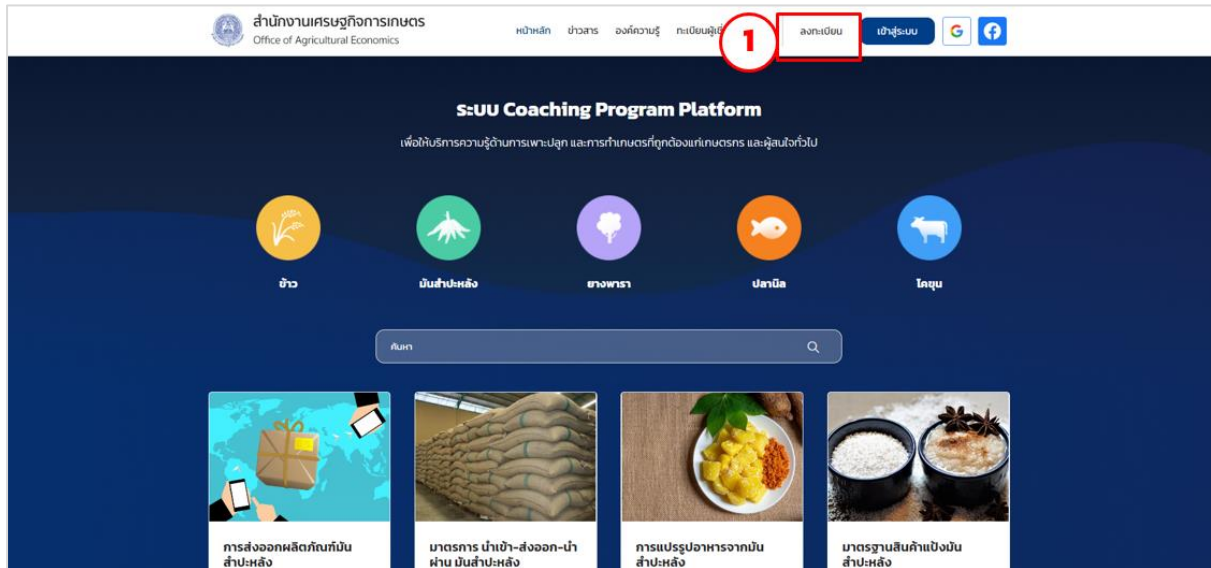 สำนักงานเศรษฐกิจการเกษตร
Office of Agricultural Economics
หน้าหลัก ข่าวสาร องค์ความรู้ 1 ลงทะเบียน เข้าสู่ระบบ G f
ระบบ Coaching Program Platform
เพื่อให้บริการความรู้ด้านการเพาะปลูก และการทำเกษตรที่ถูกต้องแก่เกษตรกร และผู้สนใจทั่วไป
ข้าว มันสำปะหลัง ยางพารา ปลานิล โคขุน
ค้นหา
การส่งออกผลิตภัณฑ์มัน
สำปะหลัง
มาตรการ นำเข้า-ส่งออก-นำ
ผ่าน มันสำปะหลัง
การแปรรูปอาหารจากมัน
สำปะหลัง
มาตรฐานสินค้าแป้งมัน
สำปะหลัง